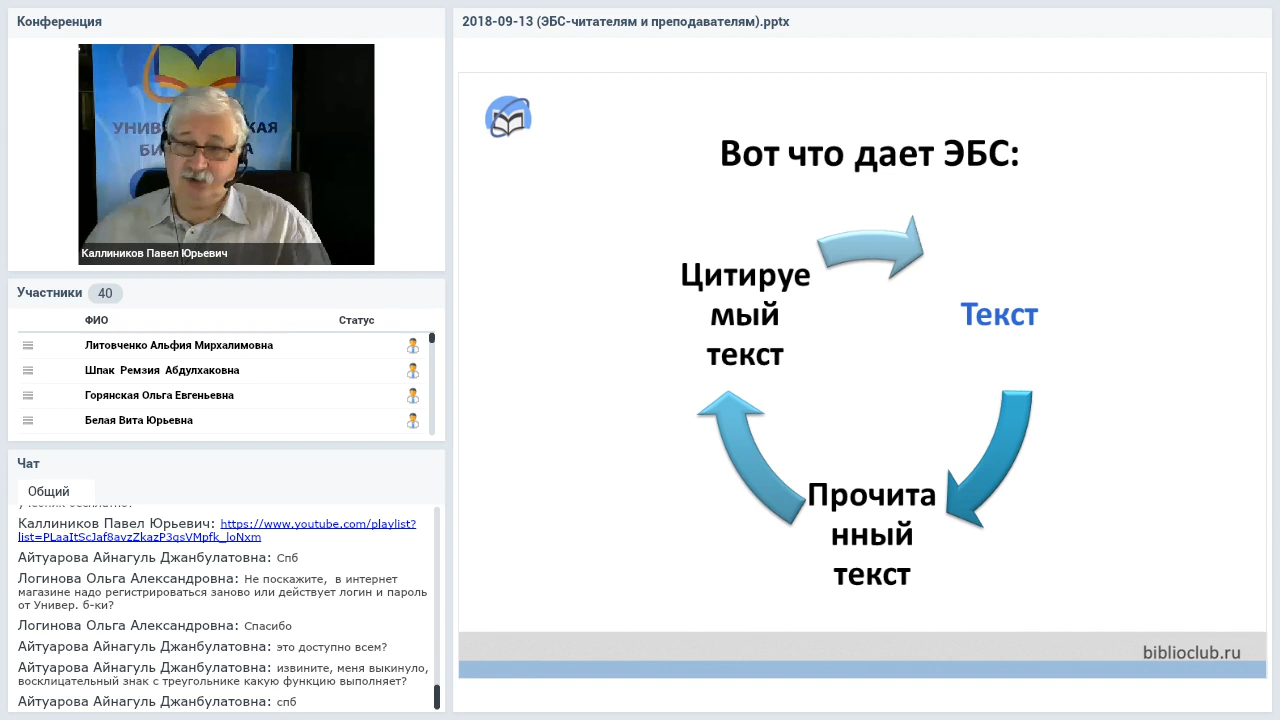 Конференция
Каллиников Павел Юрьевич
Участники 40
ФИО Статус
Литовченко Альфия Мирхалимовна
Шпак Ремзия Абдулхаковна
Горянская Ольга Евгеньевна
Белая Вита Юрьевна
Чат
Общий
Каллиников Павел Юрьевич: https://www.youtube.com/playlist?
list=PLaaItScJaf8avzZkazP3qsVMpfk_loNxm
Айтуарова Айнагуль Джанбулатовна: Спб
Логинова Ольга Александровна: Не поскажите, в интернет
магазине надо регистрироваться заново или действует логин и пароль
от Универ. б-ки?
Логинова Ольга Александровна: Спасибо
Айтуарова Айнагуль Джанбулатовна: это доступно всем?
Айтуарова Айнагуль Джанбулатовна: извините, меня выкинуло,
восклицательный знак с треугольнике какую функцию выполняет?
Айтуарова Айнагуль Джанбулатовна: спб
2018-09-13 (ЭБС-читателям и преподавателям).pptx
Вот что дает ЭБС:
Цитируе
мый
текст
Текст
Прочита
нный
текст
biblioclub.ru